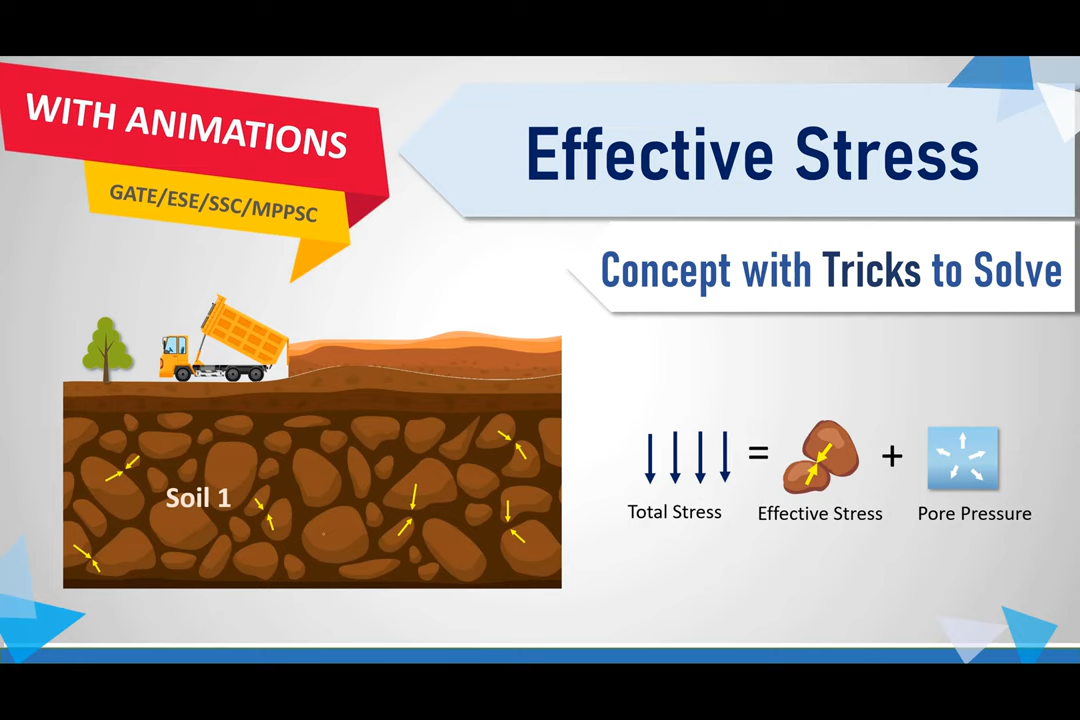 WITH ANIMATIONS
GATE/ESE/SSC/MPPSC
Effective Stress
Concept with Tricks to Solve
Soil 1
=
+
Total Stress
Effective Stress
Pore Pressure